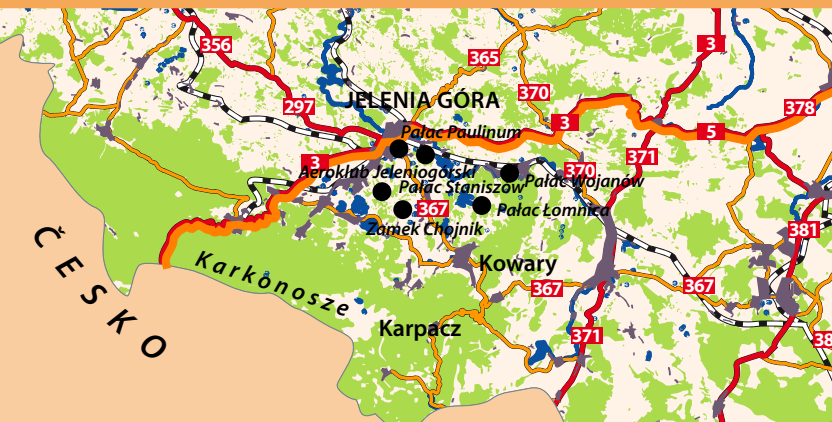 356
3
365
370
297
JELENIA GÓRA
378
3
Pałac Paulinum
5
371
3
Aeroklub Jeleniogórski
370
Pałac Wojanów
Pałac Staniszów
367
Pałac Łomnica
Zamek Chojnik
381
ČESKO
Karkonosze
Kowary
367
367
Karpacz
371
38